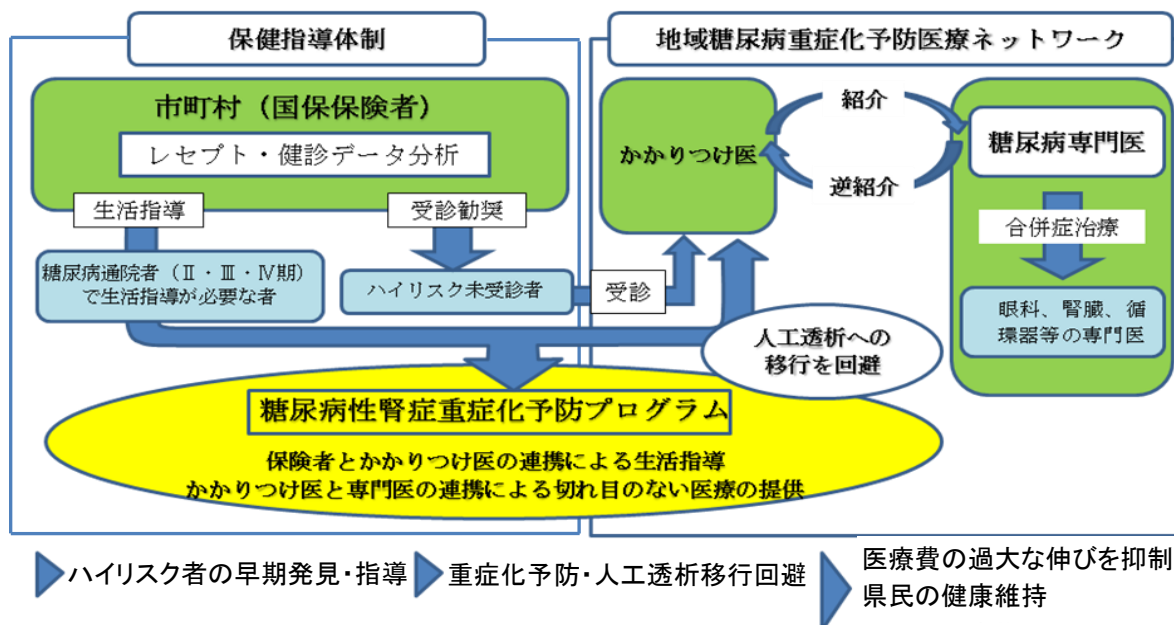 保健指導体制
市町村（国保保険者）
レセプト・健診データ分析
生活指導
受診勧奨
糖尿病通院者（Ⅱ・Ⅲ・Ⅳ期）
で生活指導が必要な者
ハイリスク未受診者
受診
地域糖尿病重症化予防医療ネットワーク
かかりつけ医
紹介
逆紹介
糖尿病専門医
合併症治療
眼科、腎臓、循
環器等の専門医
人工透析への
移行を回避
糖尿病性腎症重症化予防プログラム
保険者とかかりつけ医の連携による生活指導
かかりつけ医と専門医の連携による切れ目のない医療の提供
ハイリスク者の早期発見・指導
重症化予防・人工透析移行回避
医療費の過大な伸びを抑制
県民の健康維持